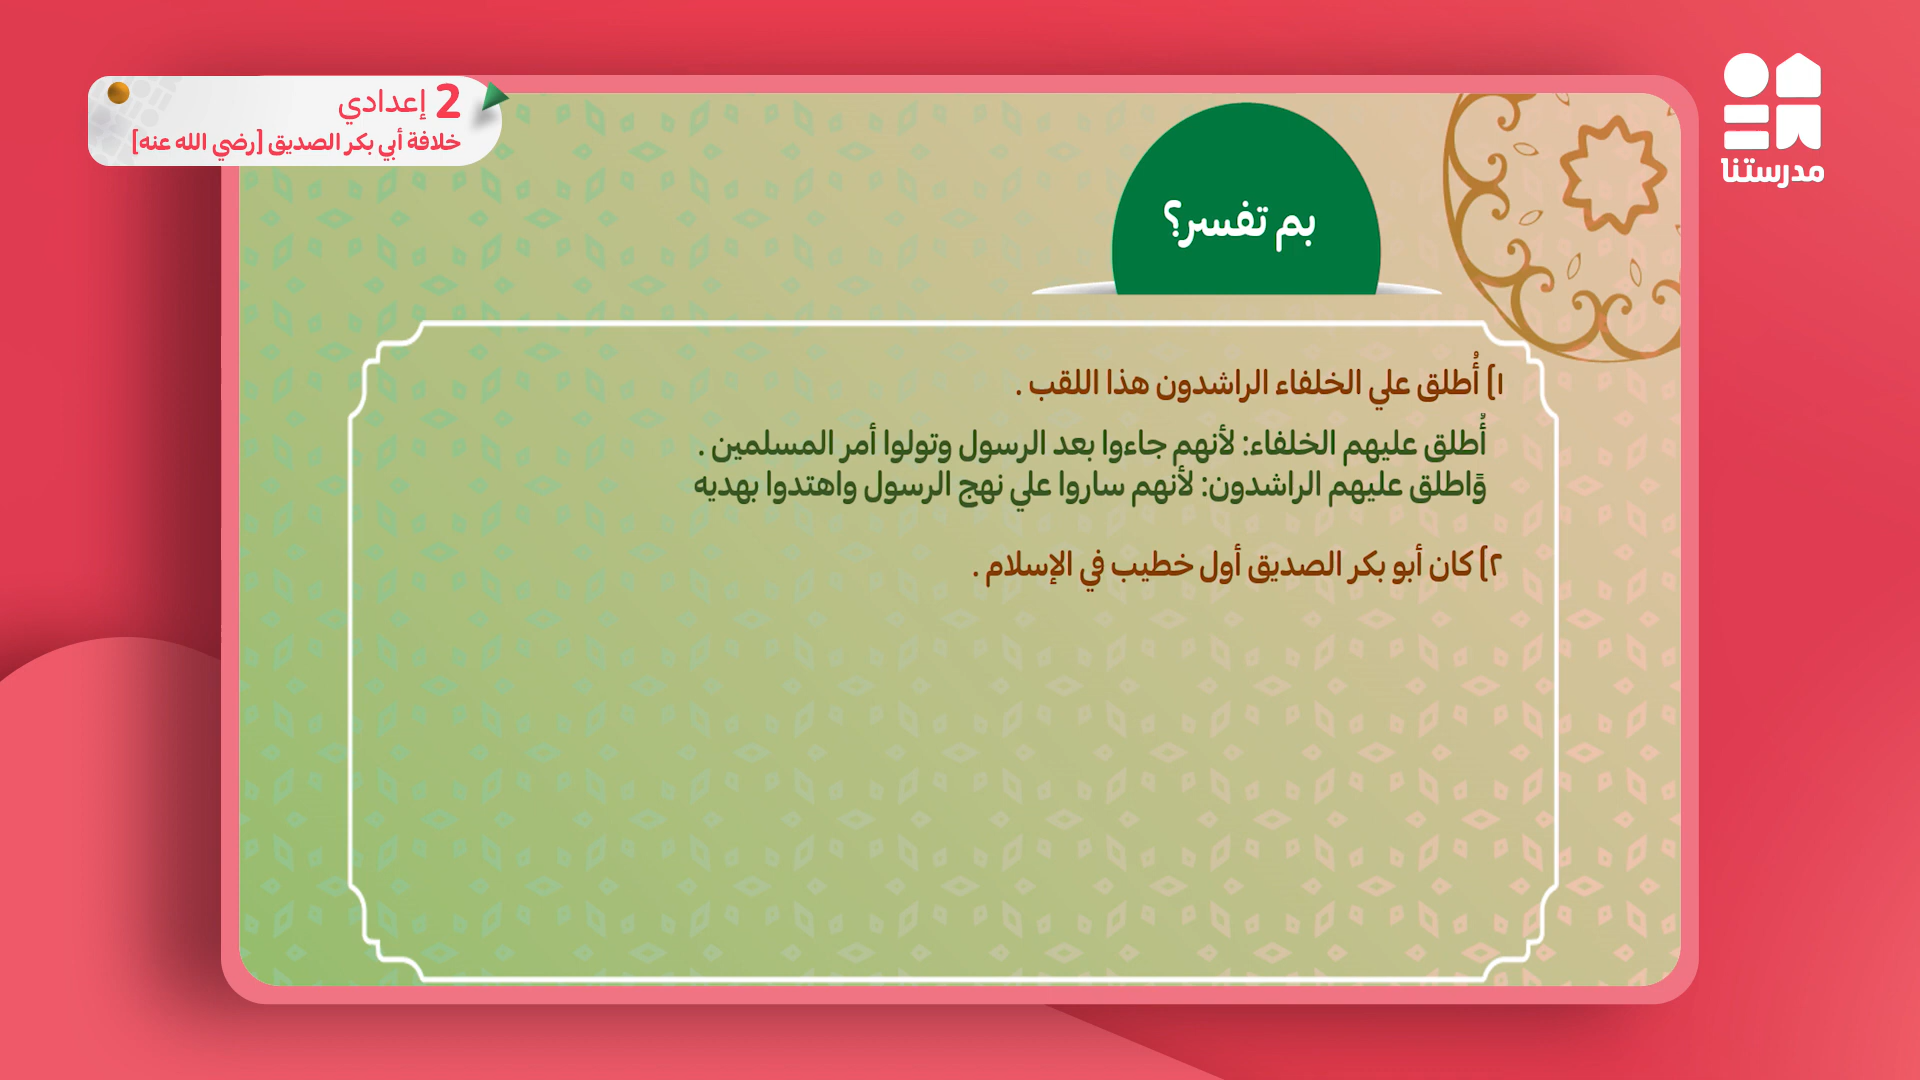 2 إعدادي
خلافة أبي بكر الصديق [رضي الله عنه]
مدرستنا
بم تفسر؟
١) أُطلق علي الخلفاء الراشدون هذا اللقب .
أُطلق عليهم الخلفاء: لأنهم جاءوا بعد الرسول وتولوا أمر المسلمين .
وًاطلق عليهم الراشدون: لأنهم ساروا علي نهج الرسول واهتدوا بهديه
٢) كان أبو بكر الصديق أول خطيب في الإسلام .